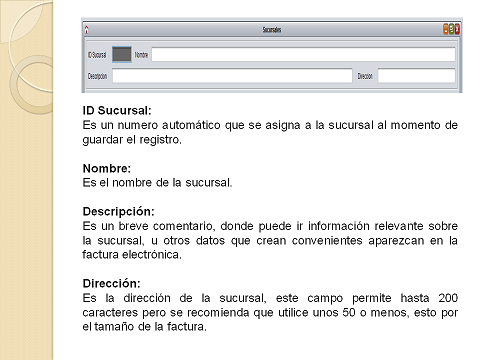 Sucursales
ID Sucursal Nombre
Descripcion Direccion
ID Sucursal:
Es un numero automático que se asigna a la sucursal al momento de
guardar el registro.
Nombre:
Es el nombre de la sucursal.
Descripción:
Es un breve comentario, donde puede ir información relevante sobre
la sucursal, u otros datos que crean convenientes aparezcan en la
factura electrónica.
Dirección:
Es la dirección de la sucursal, este campo permite hasta 200
caracteres pero se recomienda que utilice unos 50 o menos, esto por
el tamaño de la factura.